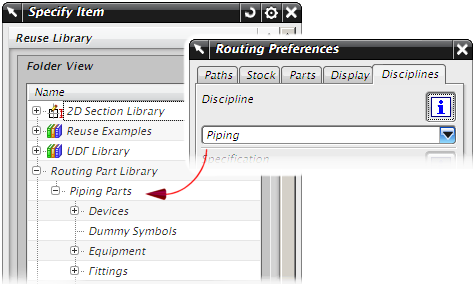 Specify Item
Reuse Library
Folder View
Name
2D Section Library
Reuse Examples
UDF Library
Routing Part Library
Piping Parts
Devices
Dummy Symbols
Equipment
Fittings
Routing Preferences
Paths Stock Parts Display Disciplines
Discipline
Piping
Specification